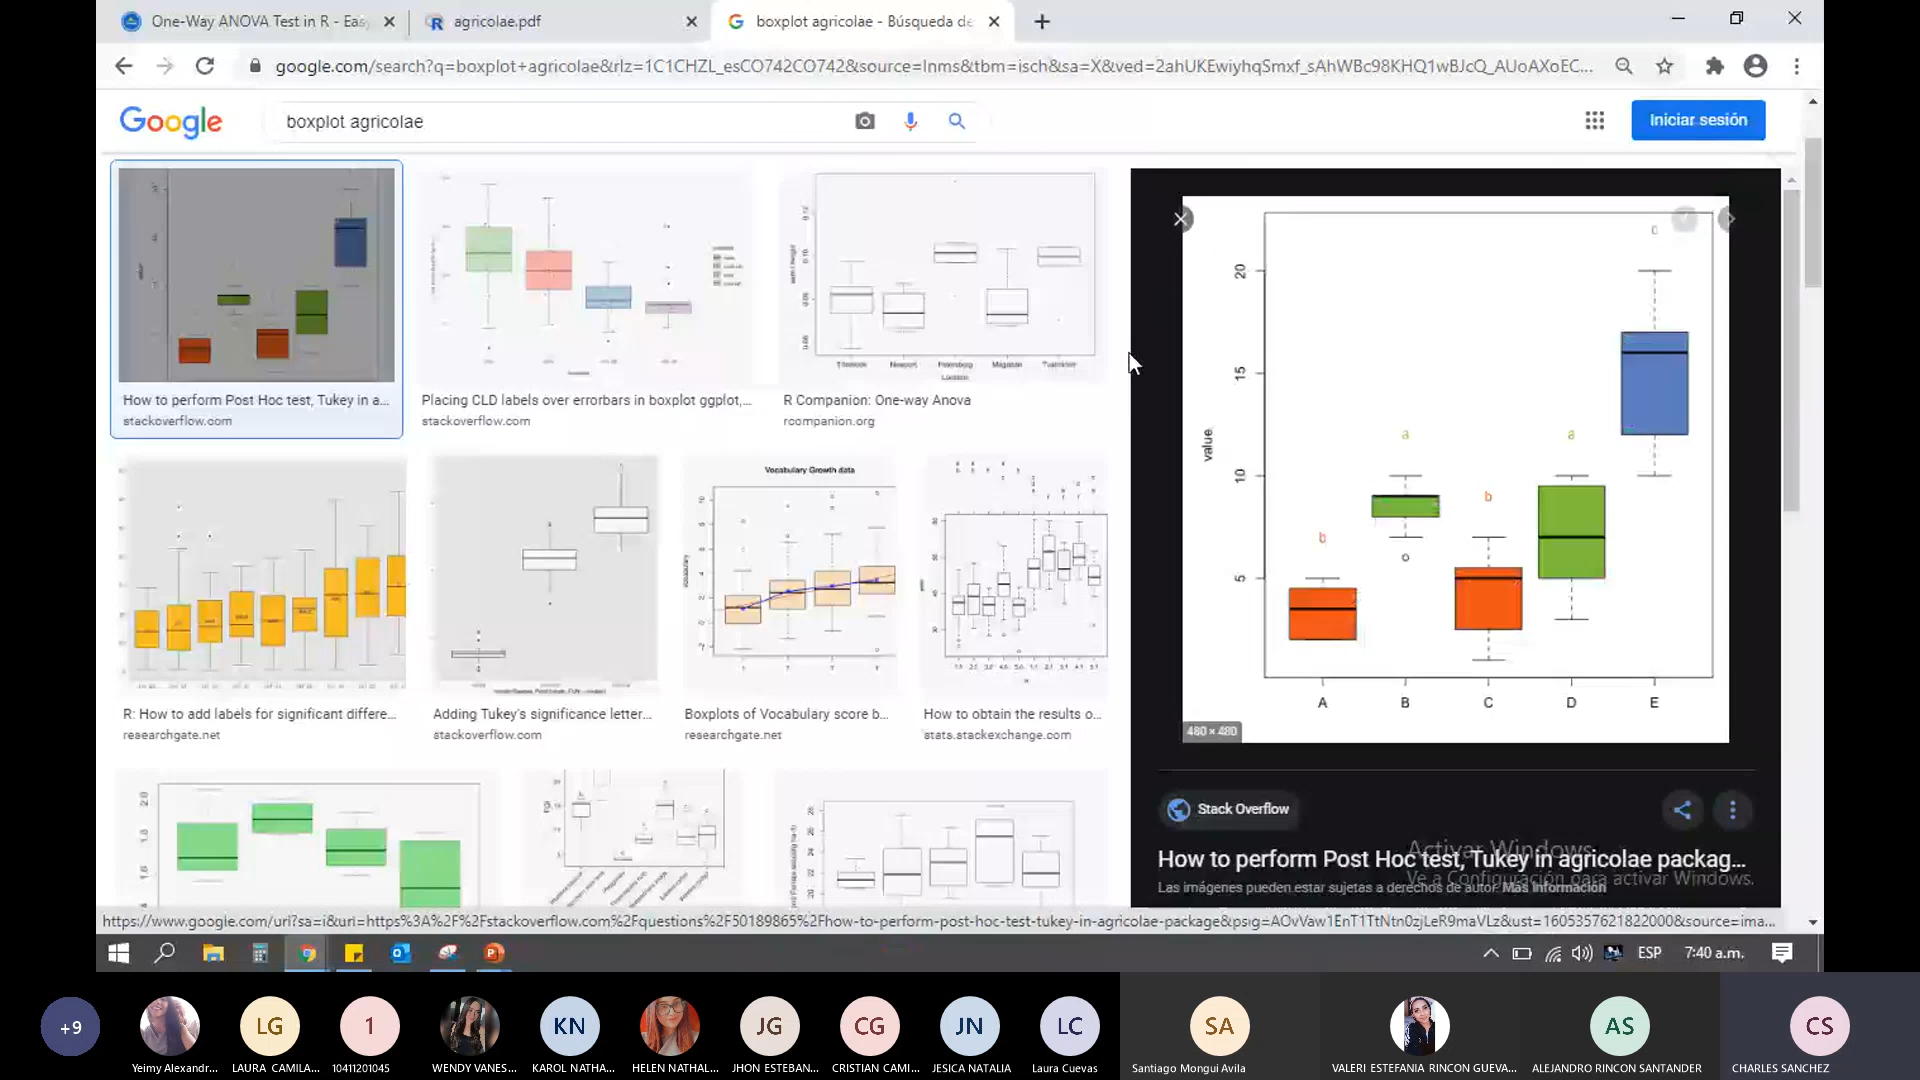 One-Way ANOVA Test in R - Eas
agricolae.pdf
boxplot agricolae - Búsqueda de
google.com/search?q=boxplot+agricolae&rlz=1C1CHZL_esCO742CO742&source=lnms&tbm=isch&sa=X&ved=2ahUKEwiyhqSmxf_sAhWBc98KHQ1wBJcQ_AUoAXoEC...
Google
boxplot agricolae
Iniciar sesión
How to perform Post Hoc test, Tukey in a...
stackoverflow.com
Placing CLD labels over errorbars in boxplot ggplot,...
stackoverflow.com
Tillamook Newport Petersburg Magadan Tvarminne
Location
R Companion: One-way Anova
rcompanion.org
R: How to add labels for significant differe...
researchgate.net
Adding Tukey's significance letter...
stackoverflow.com
Vocabulary Growth data
Vocabulary
Boxplots of Vocabulary score b...
researchgate.net
How to obtain the results o...
stats.stackexchange.com
value
20
15
10
5
b
a
b
a
c
A B C D E
480 × 480
Stack Overflow
How to perform Post Hoc test, Tukey in agricolae packag...
Las imágenes pueden estar sujetas a derechos de autor. Más información
Activar Windows
Ve a Configuración para activar Windows.
https://www.google.com/url?sa=i&url=https%3A%2F%2Fstackoverflow.com%2Fquestions%2F50189865%2Fhow-to-perform-post-hoc-test-tukey-in-agricolae-package&psig=AOvVaw1EnT1TtNtn0zjLeR9maVLz&ust=1605357621822000&source=ima...
ESP
7:40 a.m.
+9
LG
1
KN
JG
CG
JN
LC
SA
AS
CS
Yeimy Alexandr...
LAURA CAMILA...
10411201045
WENDY VANES...
KAROL NATHA...
HELEN NATHAL...
JHON ESTEBAN...
CRISTIAN CAMI...
JESICA NATALIA
Laura Cuevas
Santiago Mongui Avila
VALERI ESTEFANIA RINCON GUEVA...
ALEJANDRO RINCON SANTANDER
CHARLES SANCHEZ